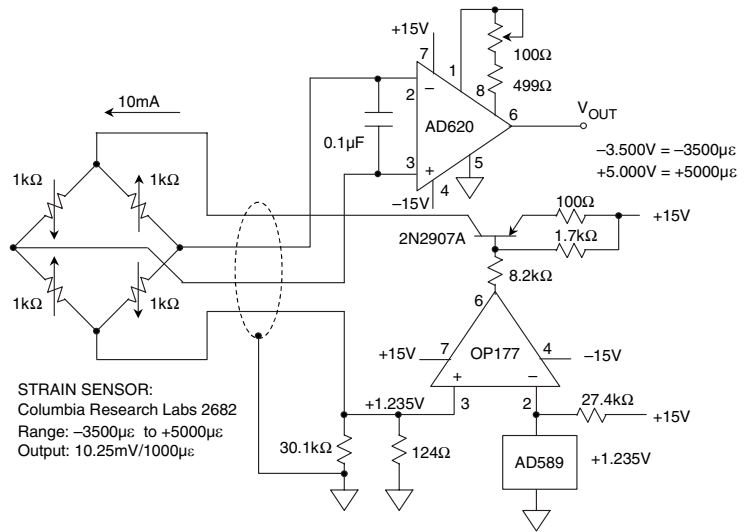 +15V
7
1
100Ω
499Ω
8
6
2
−
AD620
V_OUT
10mA
0.1µF
3
+
4
5
−15V
−3.500V = −3500µε
+5.000V = +5000µε
1kΩ
1kΩ
1kΩ
1kΩ
100Ω
+15V
2N2907A
1.7kΩ
8.2kΩ
6
+15V
7
OP177
4
−15V
+
−
3
2
27.4kΩ
+15V
+1.235V
30.1kΩ
124Ω
AD589
+1.235V
STRAIN SENSOR:
Columbia Research Labs 2682
Range: −3500µε to +5000µε
Output: 10.25mV/1000µε